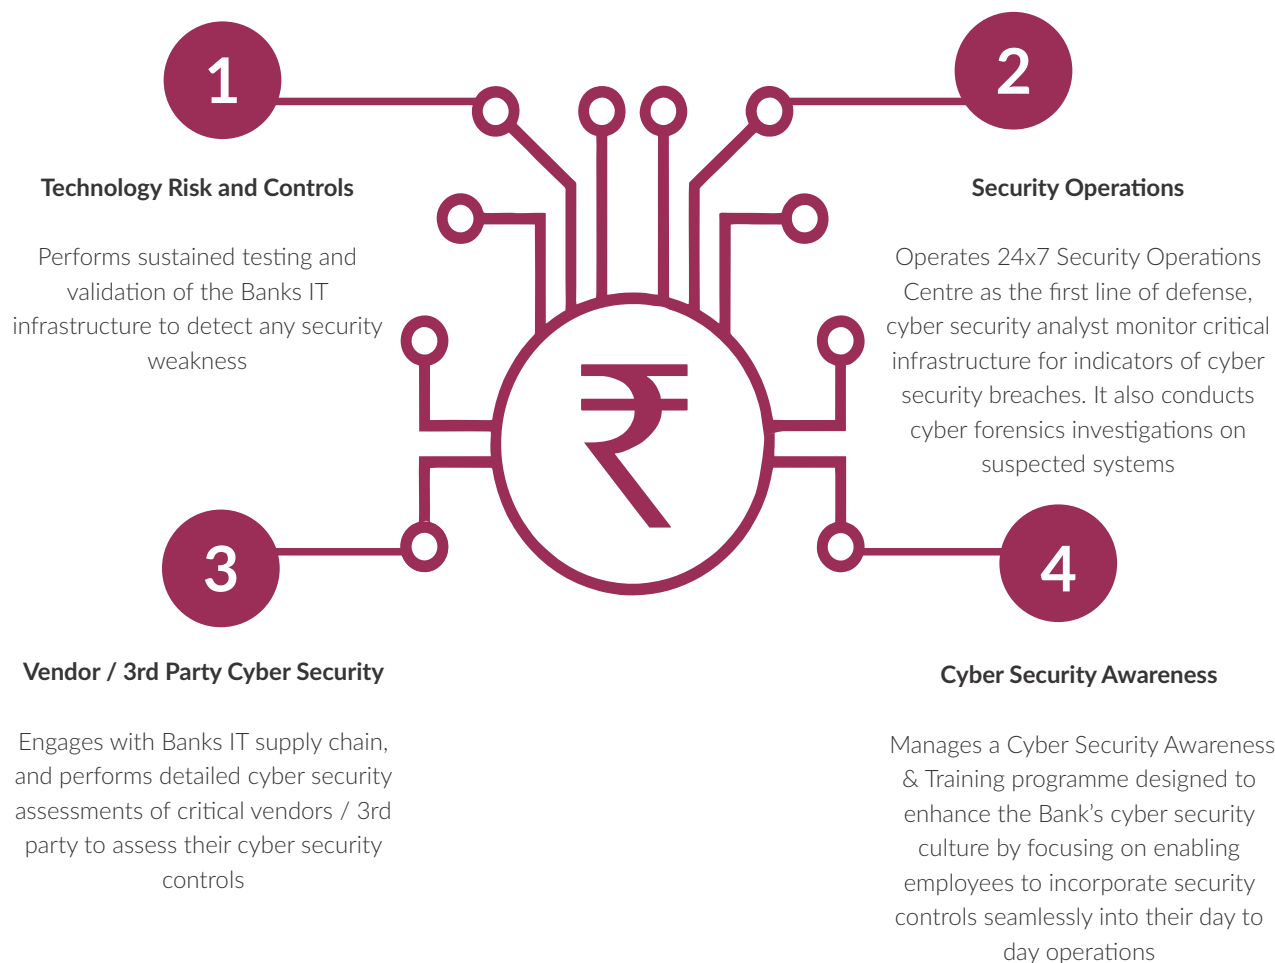 1
Technology Risk and Controls
Performs sustained testing and
validation of the Banks IT
infrastructure to detect any security
weakness
2
Security Operations
Operates 24x7 Security Operations
Centre as the first line of defense,
cyber security analyst monitor critical
infrastructure for indicators of cyber
security breaches. It also conducts
cyber forensics investigations on
suspected systems
₹
3
Vendor / 3rd Party Cyber Security
Engages with Banks IT supply chain,
and performs detailed cyber security
assessments of critical vendors / 3rd
party to assess their cyber security
controls
4
Cyber Security Awareness
Manages a Cyber Security Awareness
& Training programme designed to
enhance the Bank’s cyber security
culture by focusing on enabling
employees to incorporate security
controls seamlessly into their day to
day operations